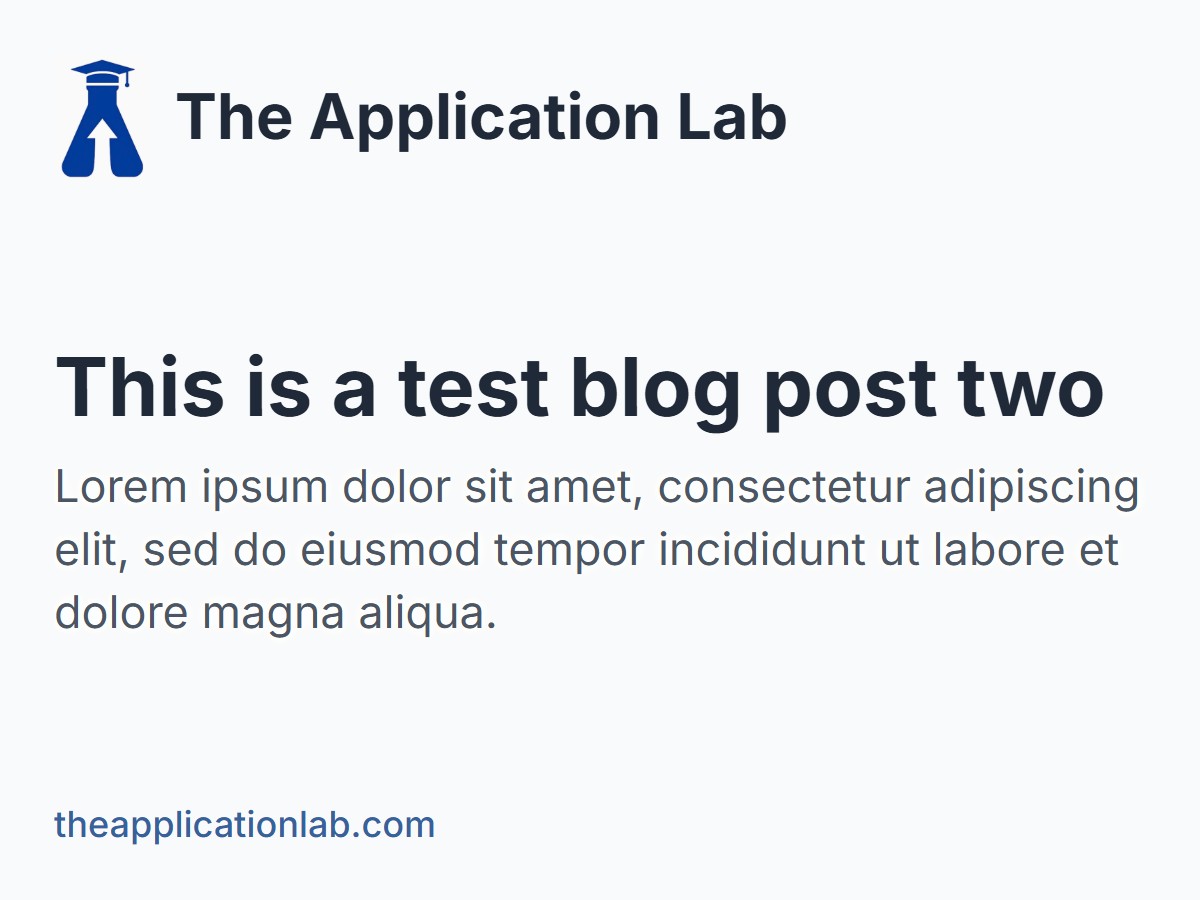 The Application Lab
This is a test blog post two
Lorem ipsum dolor sit amet, consectetur adipiscing
elit, sed do eiusmod tempor incididunt ut labore et
dolore magna aliqua.
theapplicationlab.com